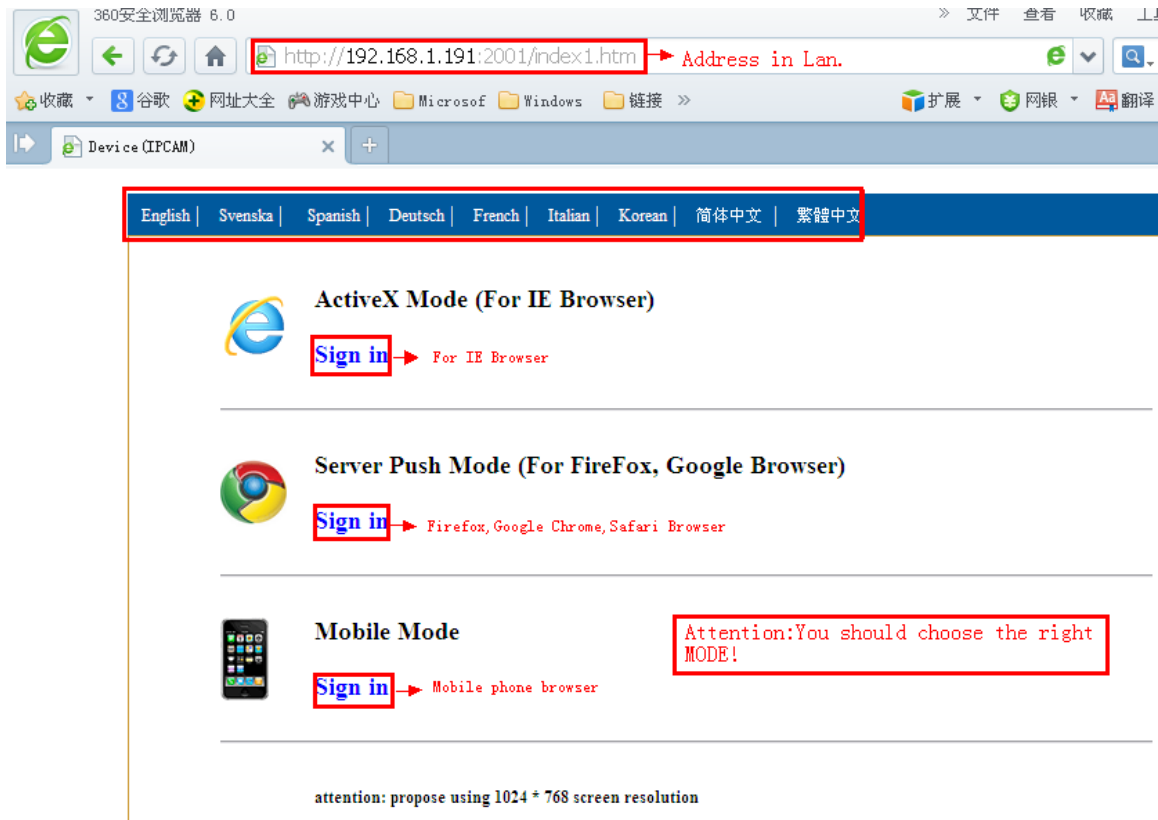 360安全浏览器 6.0 » 文件 查看 收藏
http://192.168.1.191:2001/index1.htm Address in Lan.
收藏 谷歌 网址大全 游戏中心 Microsof Windows 链接 » 扩展 网银 翻译
Device(IPCAM)
English | Svenska | Spanish | Deutsch | French | Italian | Korean | 简体中文 | 繁體中文
ActiveX Mode (For IE Browser)
Sign in For IE Browser
Server Push Mode (For FireFox, Google Browser)
Sign in Firefox,Google Chrome,Safari Browser
Mobile Mode
Attention:You should choose the right
MODE!
Sign in Mobile phone browser
attention: propose using 1024 * 768 screen resolution